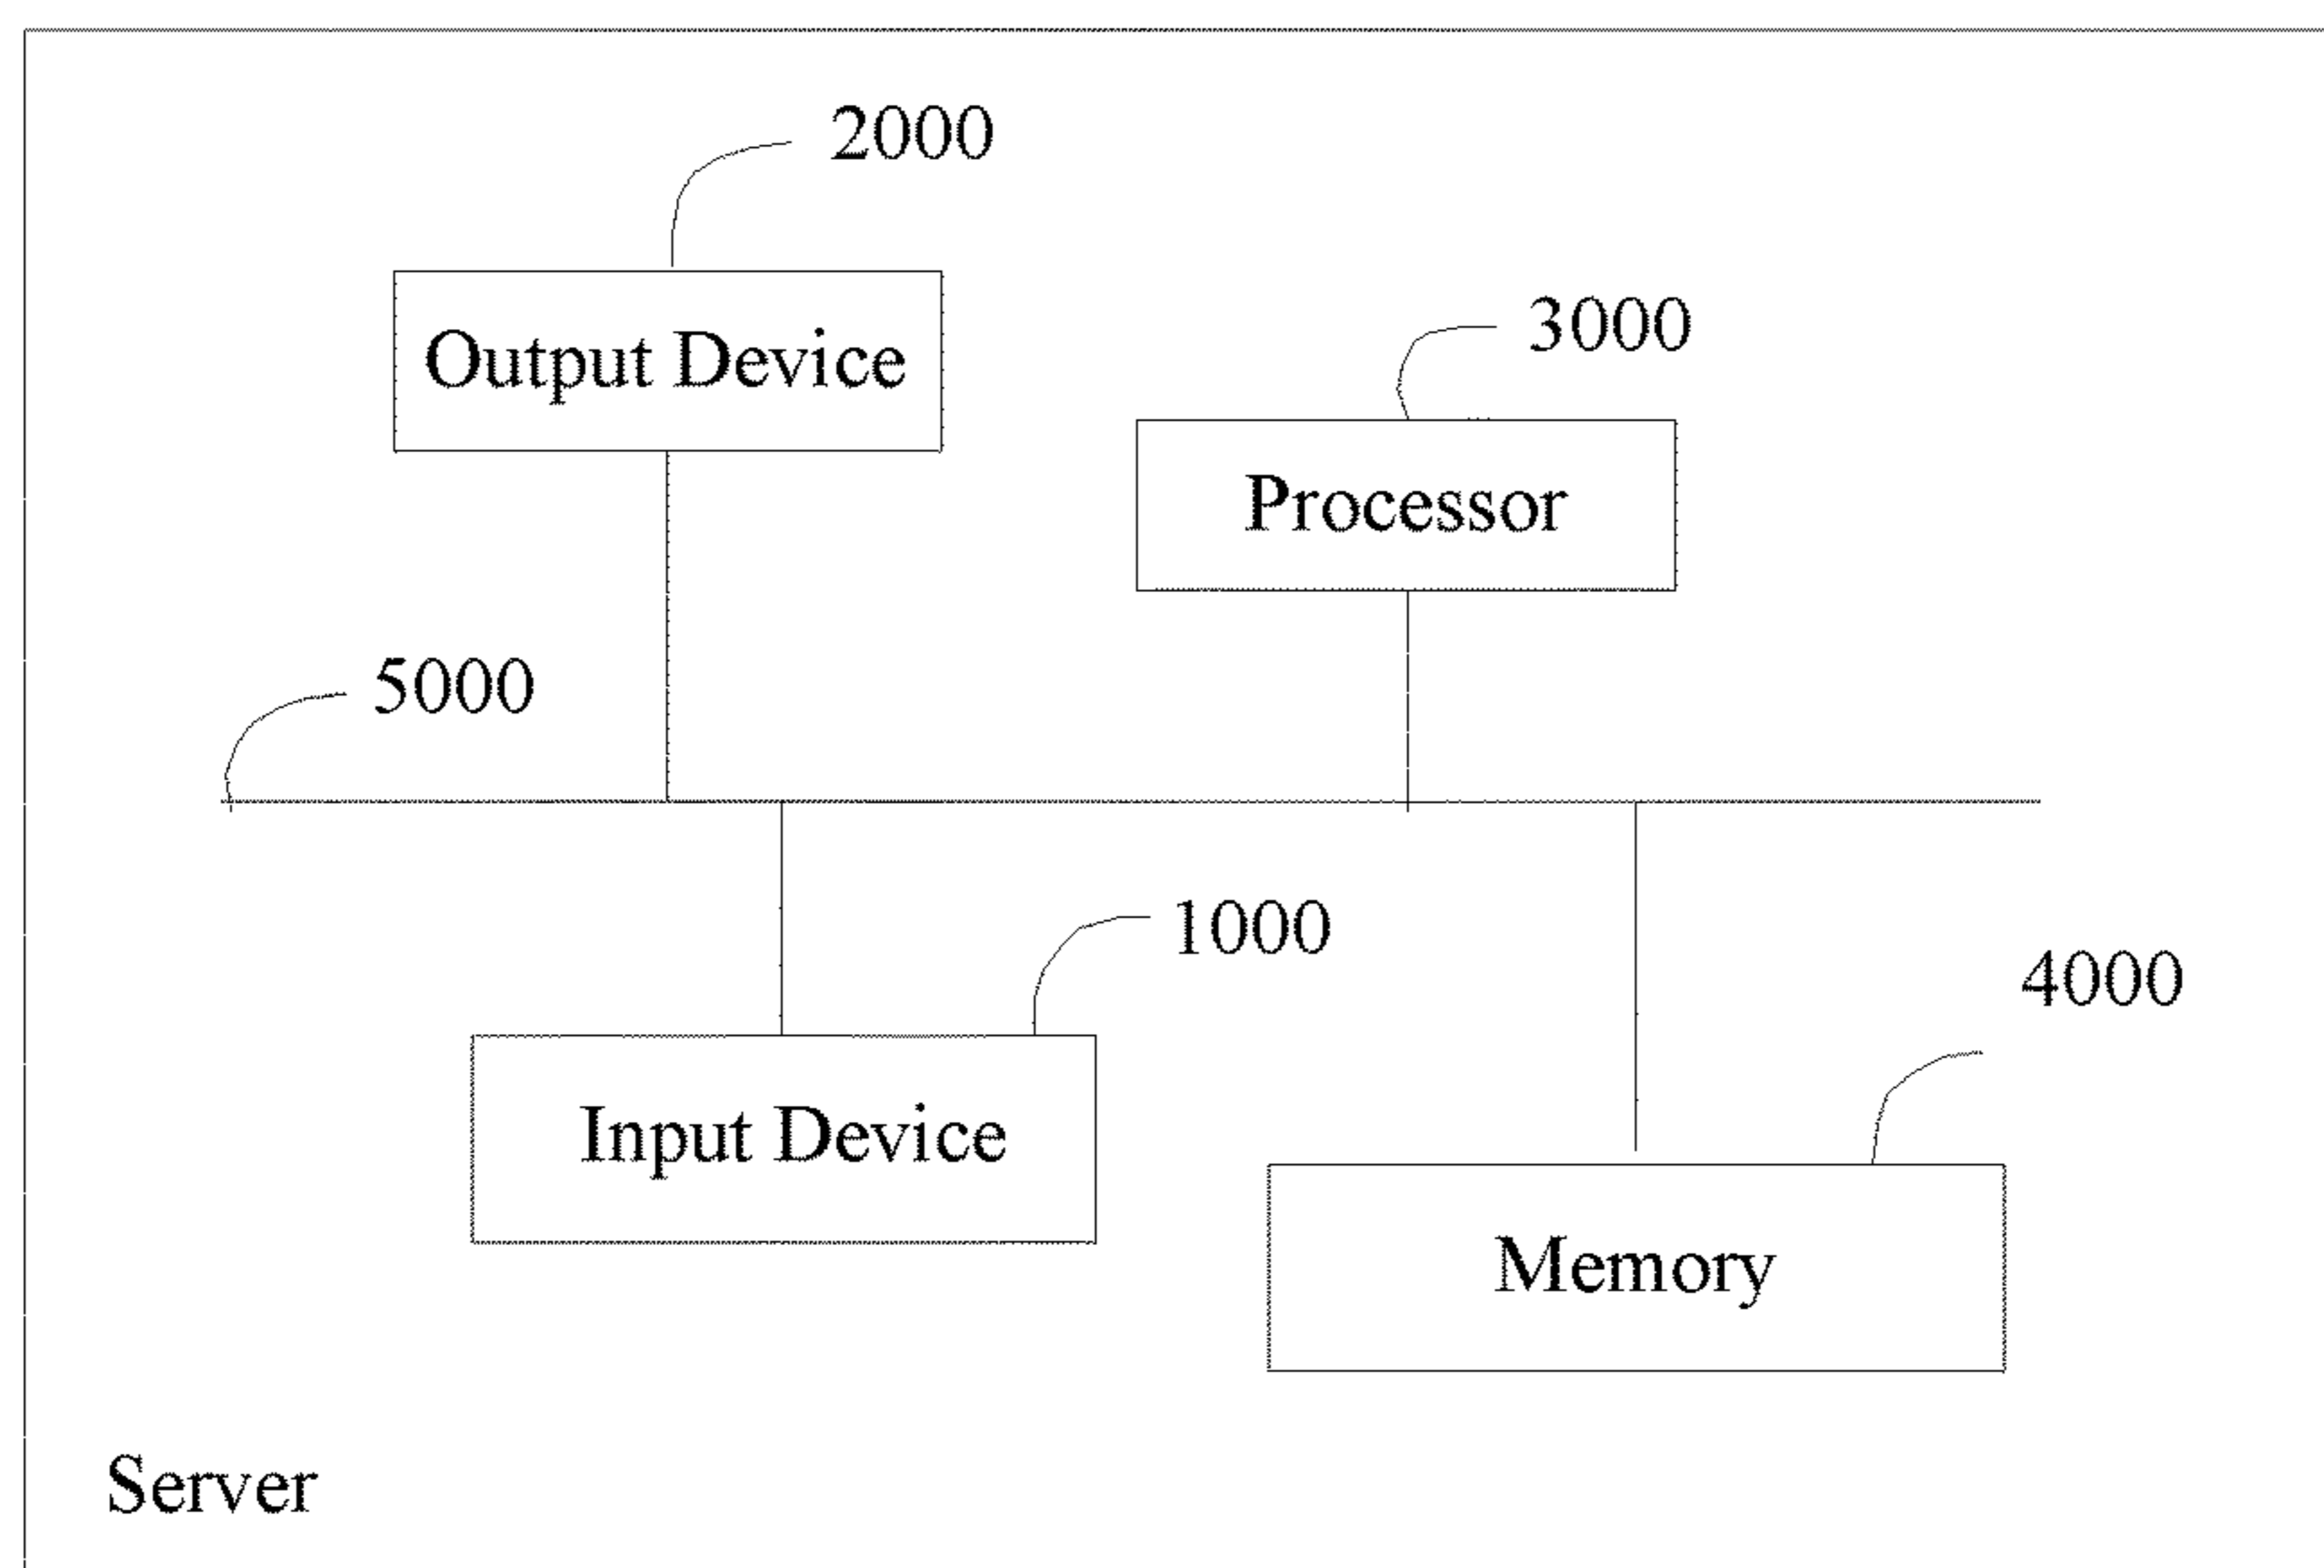 2000
Output Device
3000
Processor
5000
1000
Input Device
4000
Memory
Server